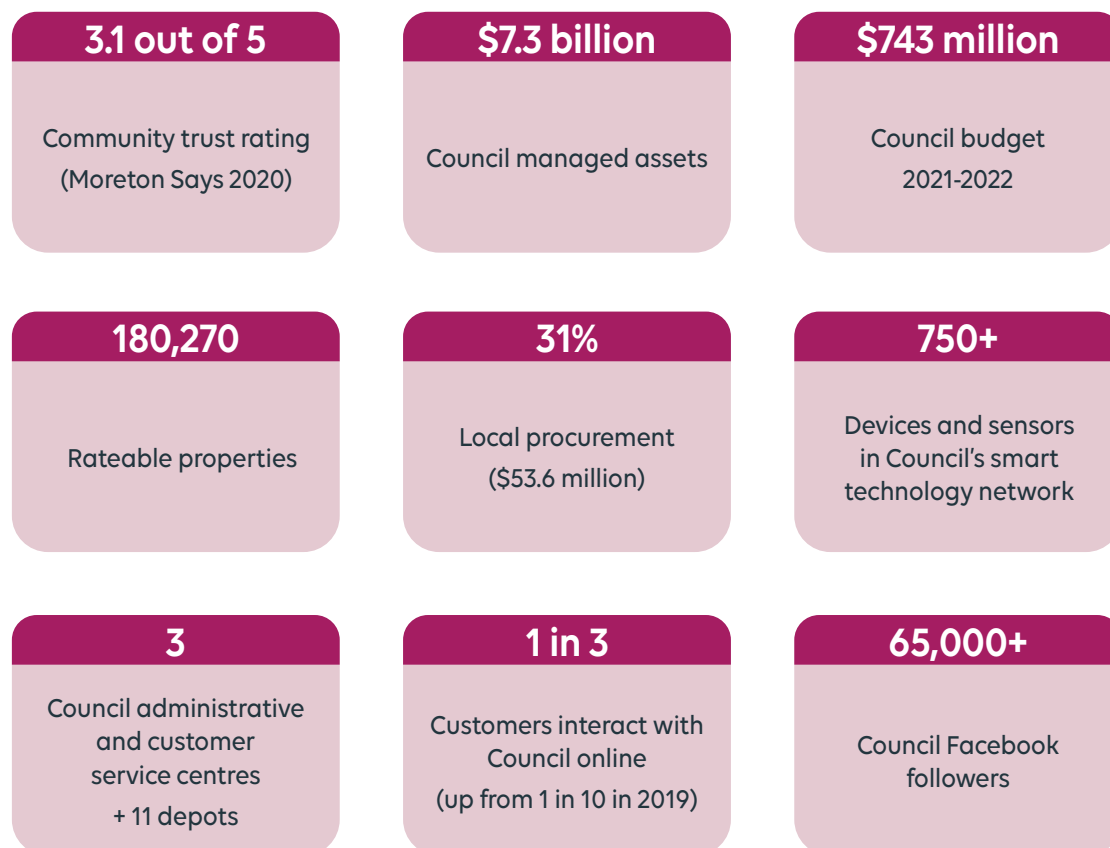 3.1 out of 5
Community trust rating
(Moreton Says 2020)
$7.3 billion
Council managed assets
$743 million
Council budget
2021-2022
180,270
Rateable properties
31%
Local procurement
($53.6 million)
750+
Devices and sensors
in Council's smart
technology network
3
Council administrative
and customer
service centres
+ 11 depots
1 in 3
Customers interact with
Council online
(up from 1 in 10 in 2019)
65,000+
Council Facebook
followers